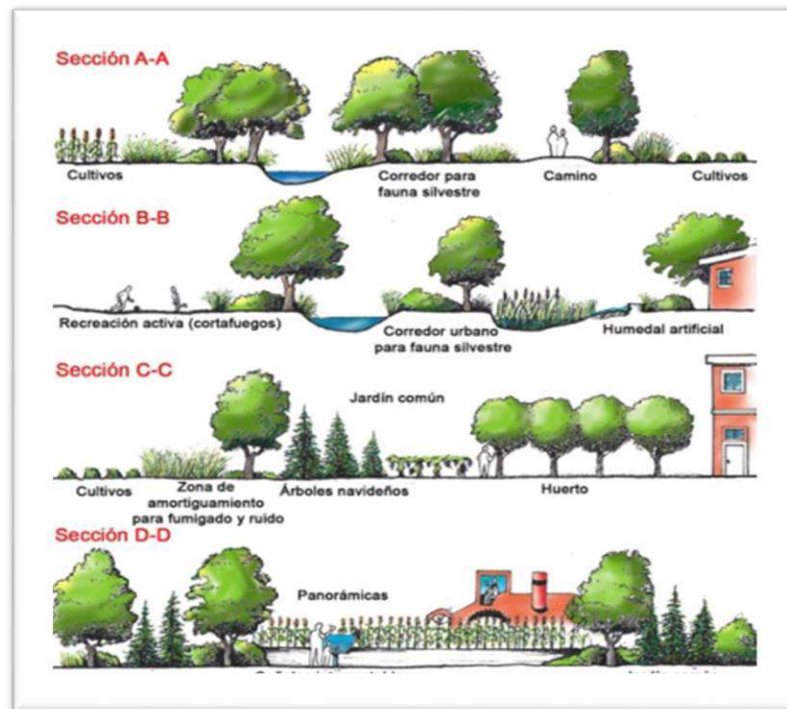 Sección A-A
Cultivos
Corredor para
fauna silvestre
Camino
Cultivos
Sección B-B
Recreación activa (cortafuegos)
Corredor urbano
para fauna silvestre
Humedal artificial
Sección C-C
Jardín común
Cultivos
Zona de
amortiguamiento
para fumigado y ruido
Árboles navideños
Huerto
Sección D-D
Panorámicas